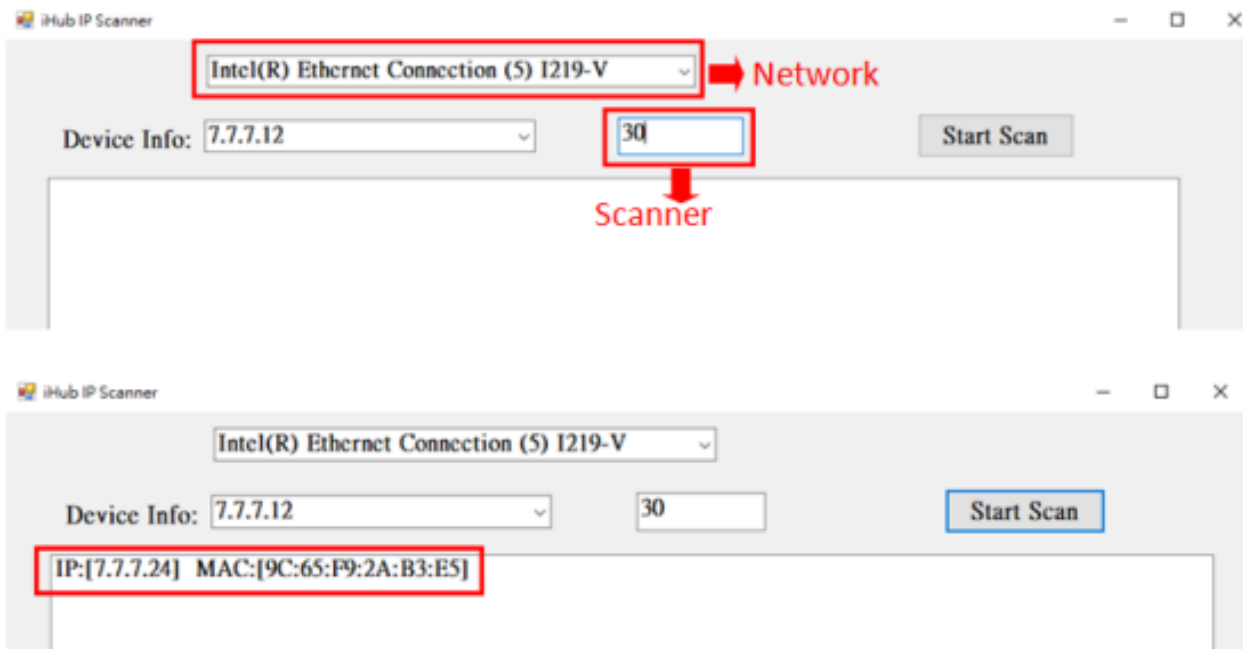 iHub IP Scanner
Intel(R) Ethernet Connection (5) I219-V
Network
Device Info: 7.7.7.12 30 Start Scan
Scanner
iHub IP Scanner
Intel(R) Ethernet Connection (5) I219-V
Device Info: 7.7.7.12 30 Start Scan
IP:[7.7.7.24] MAC:[9C:65:F9:2A:B3:E5]